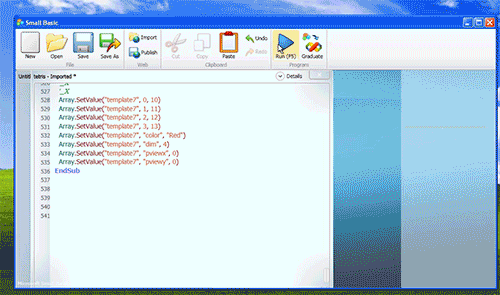 Small Basic
New
Open
Save
Save As
Import
Publish
Cut
Copy
Paste
Undo
Redo
Run (F5)
Graduate
File
Web
Clipboard
Program
tetris - Imported *
Details
527 '_X
528 Array.SetValue("template7", 0, 10)
529 Array.SetValue("template7", 1, 11)
530 Array.SetValue("template7", 2, 12)
531 Array.SetValue("template7", 3, 13)
532 Array.SetValue("template7", "color", "Red")
533 Array.SetValue("template7", "dim", 4)
534 Array.SetValue("template7", "pviewx", 0)
535 Array.SetValue("template7", "pviewy", 0)
536 EndSub
537
538
539
540
541